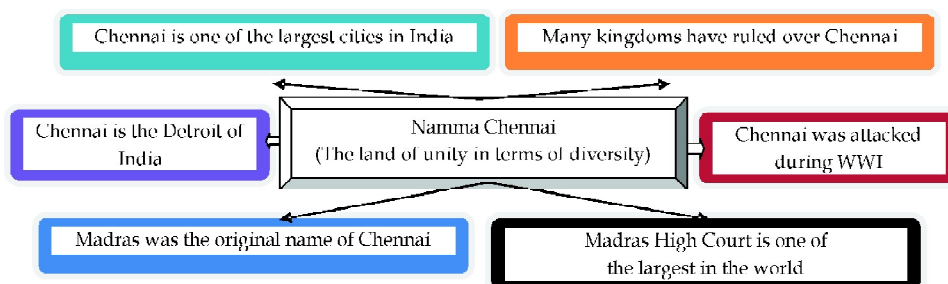 Chennai is one of the largest cities in India
Many kingdoms have ruled over Chennai
Namma Chennai
(The land of unity in terms of diversity)
Chennai is the Detroit of
India
Chennai was attacked
during WWI
Madras was the original name of Chennai
Madras High Court is one of
the largest in the world